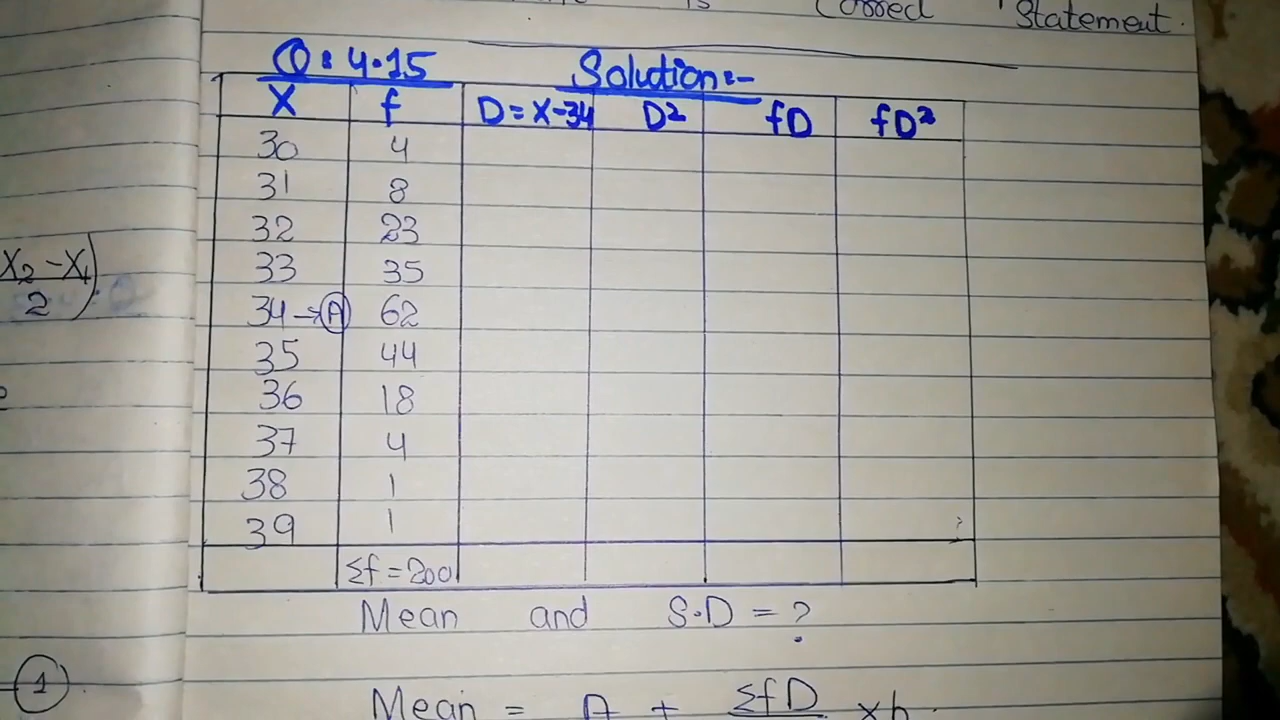 is Corred Statement.
Q: 4.15 Solution:-
X f D = X-34 D² fD fD²
30 4
31 8
32 23
33 35
34 → A 62
35 44
36 18
37 4
38 1
39 1
Σf = 200
Mean and S.D = ?
Mean = A + ΣfD × h
X₂ - X₁
2
1